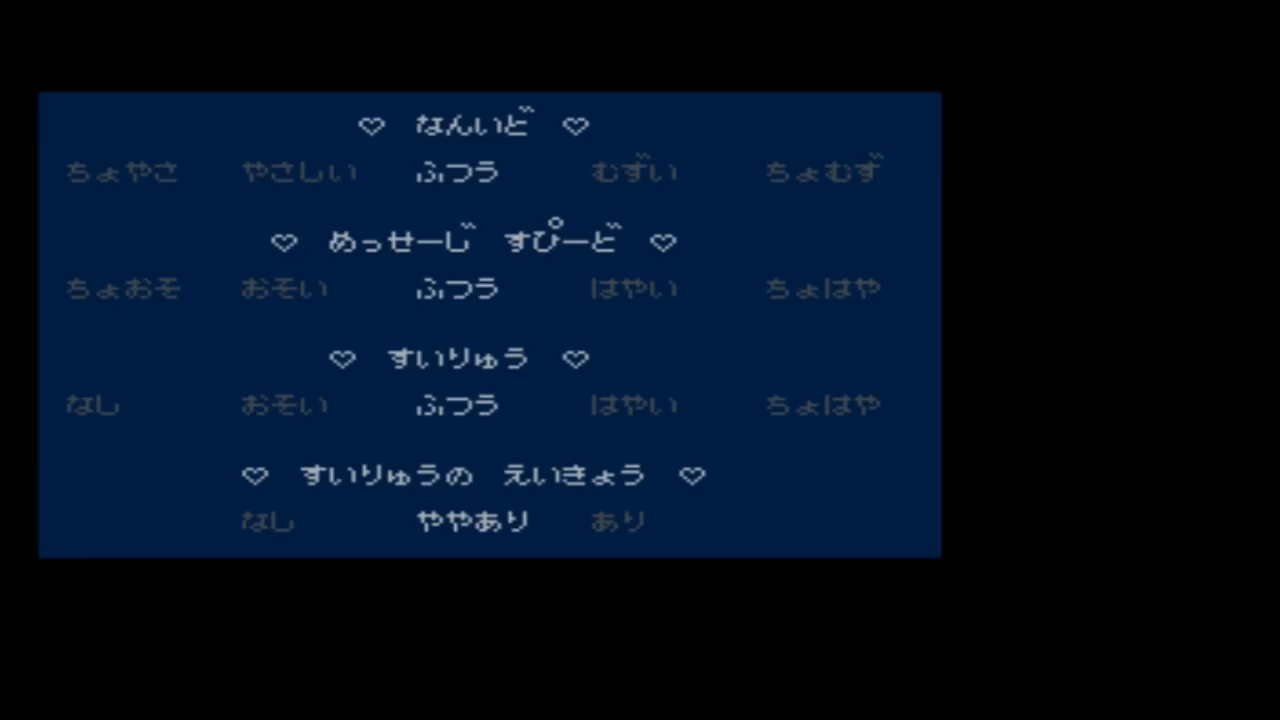 ♡ なんいど ♡
ちょやさ やさしい ふつう むずい ちょむず
♡ めっせーじ すぴーど ♡
ちょおそ おそい ふつう はやい ちょはや
♡ すいりゅう ♡
なし おそい ふつう はやい ちょはや
♡ すいりゅうの えいきょう ♡
なし ややあり あり